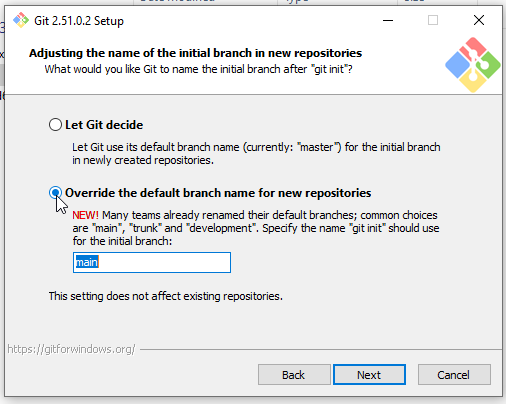 Git 2.51.0.2 Setup
Adjusting the name of the initial branch in new repositories
What would you like Git to name the initial branch after "git init"?
Let Git decide
Let Git use its default branch name (currently: "master") for the initial branch
in newly created repositories.
Override the default branch name for new repositories
NEW! Many teams already renamed their default branches; common choices
are "main", "trunk" and "development". Specify the name "git init" should use
for the initial branch:
main
This setting does not affect existing repositories.
https://gitforwindows.org/
Back
Next
Cancel